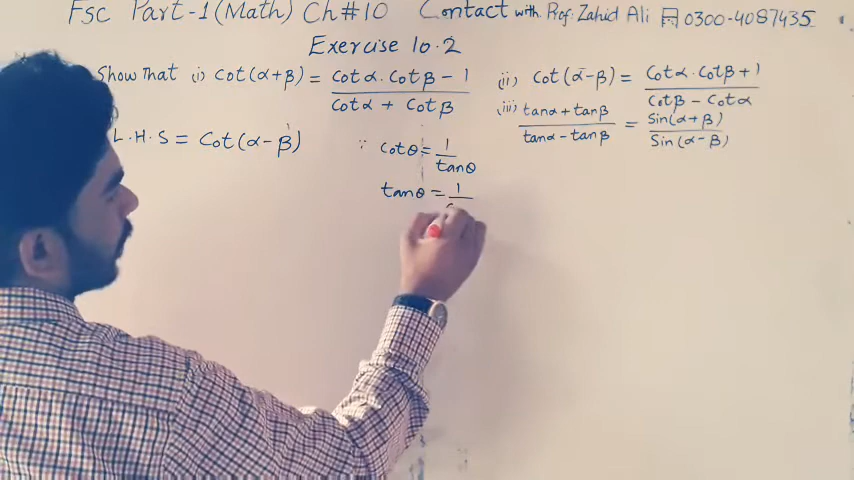 Fsc Part-1 (Math) Ch#10 Contact with. Prof: Zahid Ali 0300-4087435
Exercise 10.2
Show That (i) Cot(α+β) = Cotα.Cotβ - 1 / Cotα + Cotβ
(ii) Cot(α-β) = Cotα.Cotβ+1 / Cotβ - Cotα
(iii) tanα+tanβ / tanα-tanβ = Sin(α+β) / Sin(α-β)
L.H.S = Cot(α-β)
∵ Cotθ = 1 / tanθ
tanθ = 1